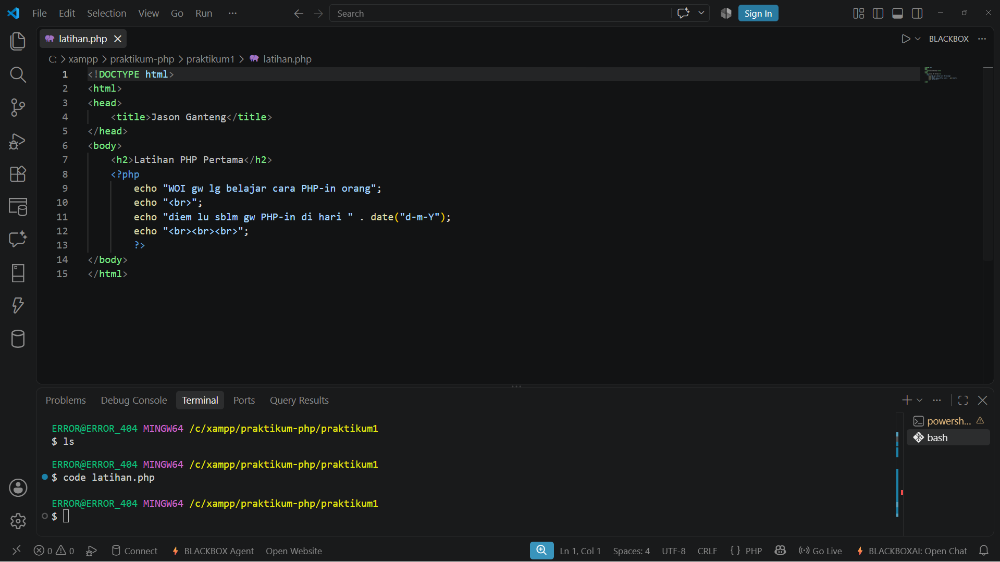 File Edit Selection View Go Run ··· Search Sign In
latihan.php BLACKBOX ···
C: > xampp > praktikum-php > praktikum1 > latihan.php
1 <!DOCTYPE html>
2 <html>
3 <head>
4 <title>Jason Ganteng</title>
5 </head>
6 <body>
7 <h2>Latihan PHP Pertama</h2>
8 <?php
9 echo "WOI gw lg belajar cara PHP-in orang";
10 echo "<br>";
11 echo "diem lu sblm gw PHP-in di hari " . date("d-m-Y");
12 echo "<br><br><br>";
13 ?>
14 </body>
15 </html>
Problems Debug Console Terminal Ports Query Results
ERROR@ERROR_404 MINGW64 /c/xampp/praktikum-php/praktikum1
$ ls
ERROR@ERROR_404 MINGW64 /c/xampp/praktikum-php/praktikum1
$ code latihan.php
ERROR@ERROR_404 MINGW64 /c/xampp/praktikum-php/praktikum1
$
powersh...
bash
0 0 Connect BLACKBOX Agent Open Website Ln 1, Col 1 Spaces: 4 UTF-8 CRLF {} PHP Go Live BLACKBOXAI: Open Chat